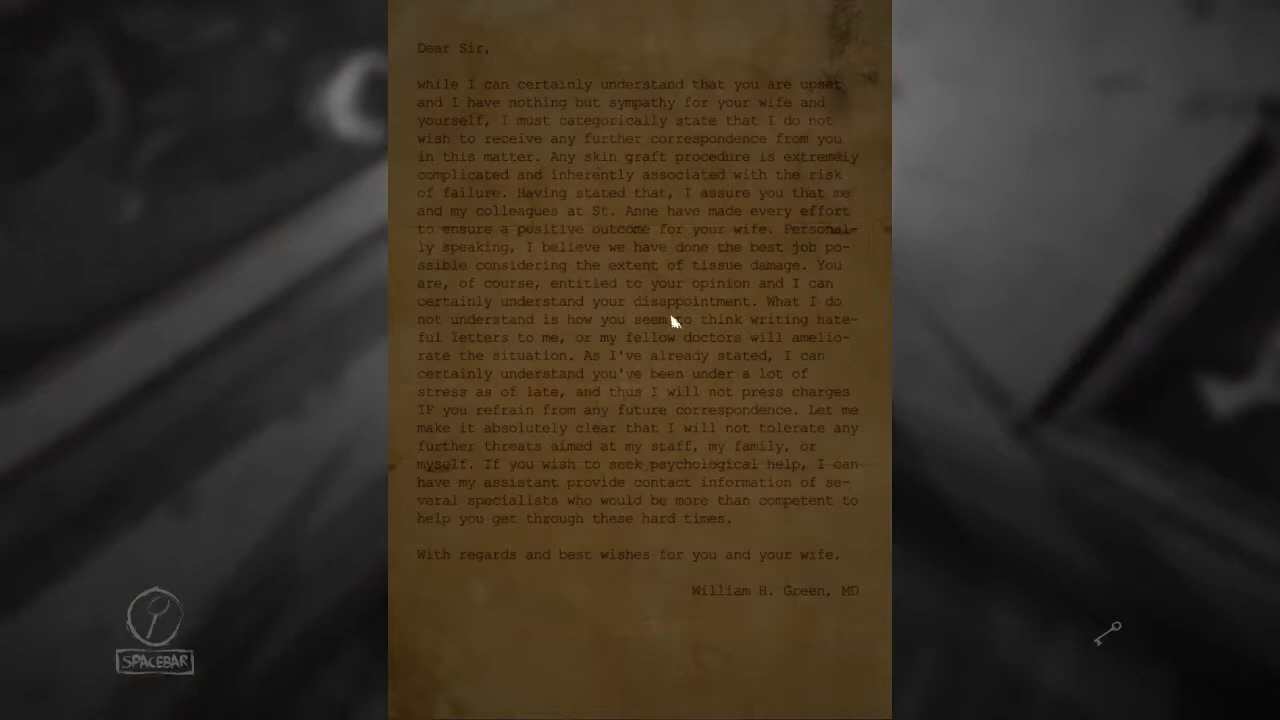 Dear Sir,
while I can certainly understand that you are upset
and I have nothing but sympathy for your wife and
yourself, I must categorically state that I do not
wish to receive any further correspondence from you
in this matter. Any skin graft procedure is extremely
complicated and inherently associated with the risk
of failure. Having stated that, I assure you that me
and my colleagues at St. Anne have made every effort
to ensure a positive outcome for your wife. Personal-
ly speaking, I believe we have done the best job po-
ssible considering the extent of tissue damage. You
are, of course, entitled to your opinion and I can
certainly understand your disappointment. What I do
not understand is how you seem to think writing hate-
ful letters to me, or my fellow doctors will amelio-
rate the situation. As I've already stated, I can
certainly understand you've been under a lot of
stress as of late, and thus I will not press charges
IF you refrain from any future correspondence. Let me
make it absolutely clear that I will not tolerate any
further threats aimed at my staff, my family, or
myself. If you wish to seek psychological help, I can
have my assistant provide contact information of se-
veral specialists who would be more than competent to
help you get through these hard times.
With regards and best wishes for you and your wife,
William H. Green, MD
SPACEBAR